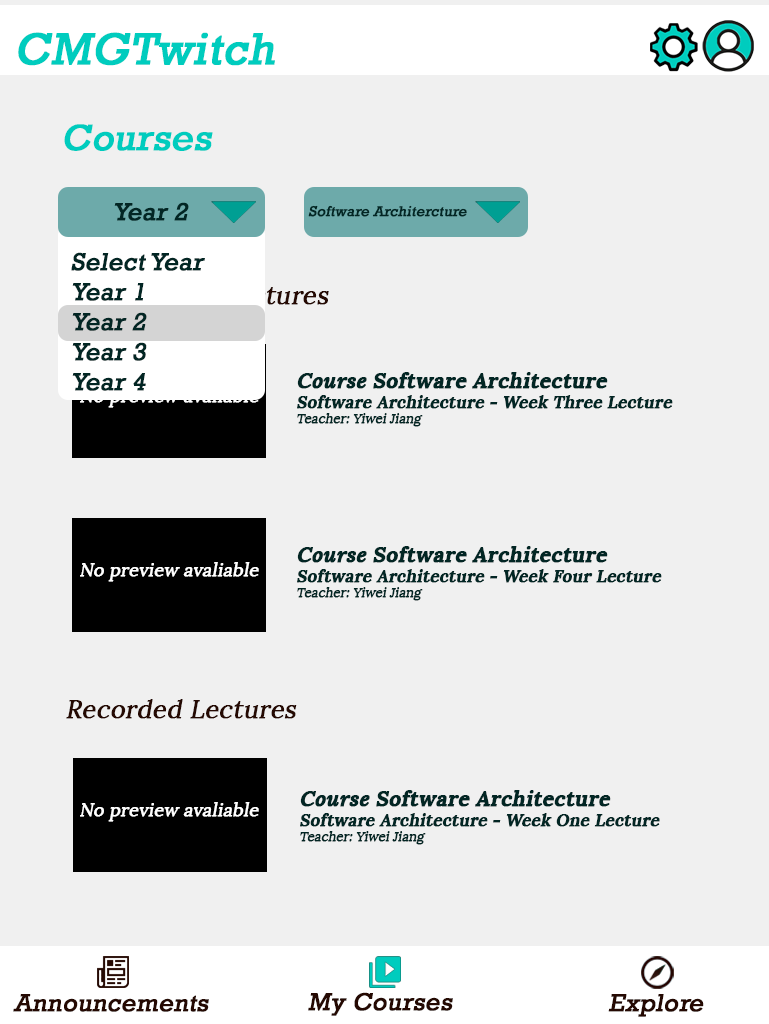 CMGTwitch
Courses
Year 2
Software Architercture
Select Year
Year 1
tures
Year 2
Year 3
Year 4
No preview avaliable
Course Software Architecture
Software Architecture - Week Three Lecture
Teacher: Yiwei Jiang
No preview avaliable
Course Software Architecture
Software Architecture - Week Four Lecture
Teacher: Yiwei Jiang
Recorded Lectures
No preview avaliable
Course Software Architecture
Software Architecture - Week One Lecture
Teacher: Yiwei Jiang
Announcements
My Courses
Explore